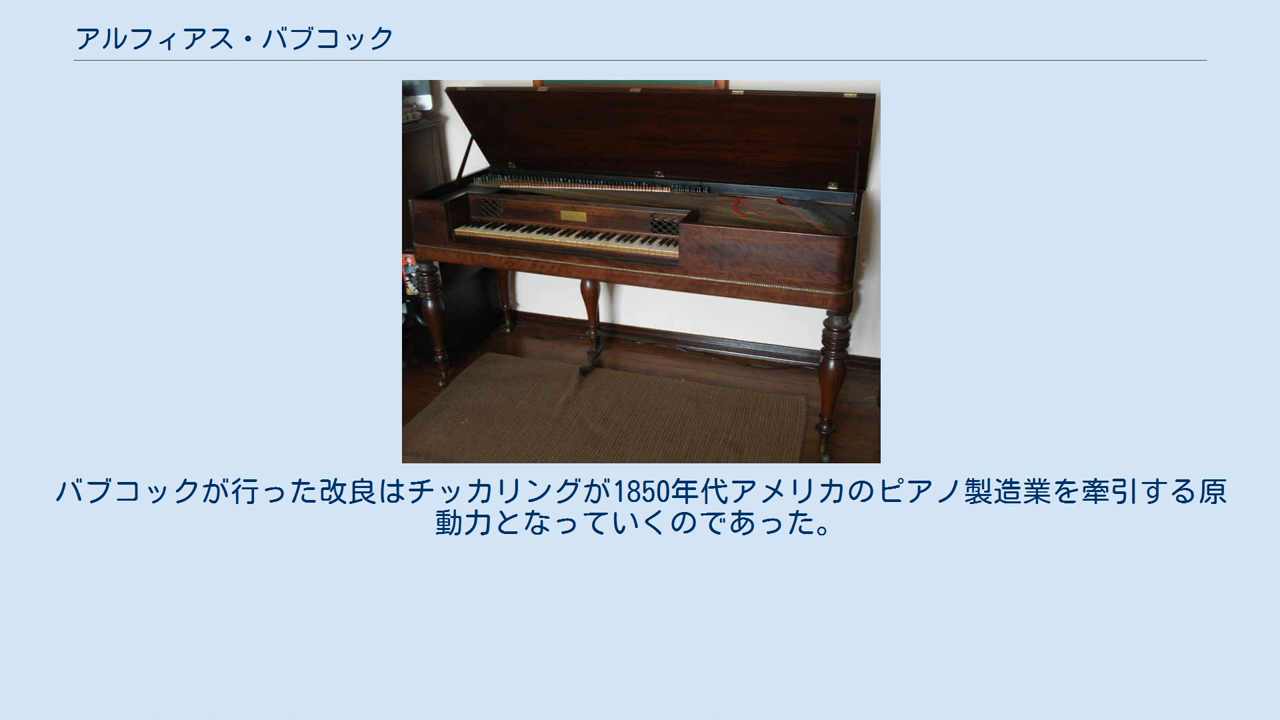 アルフィアス・バブコック
バブコックが行った改良はチッカリングが1850年代アメリカのピアノ製造業を牽引する原
動力となっていくのであった。